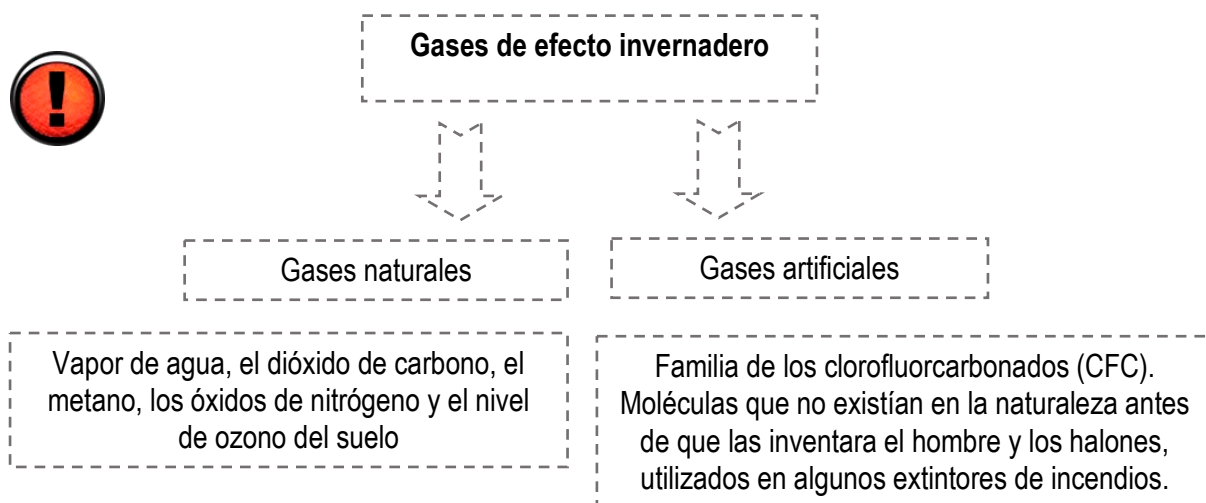 Gases de efecto invernadero
Gases naturales
Gases artificiales
Vapor de agua, el dióxido de carbono, el
metano, los óxidos de nitrógeno y el nivel
de ozono del suelo
Familia de los clorofluorcarbonados (CFC).
Moléculas que no existían en la naturaleza antes
de que las inventara el hombre y los halones,
utilizados en algunos extintores de incendios.